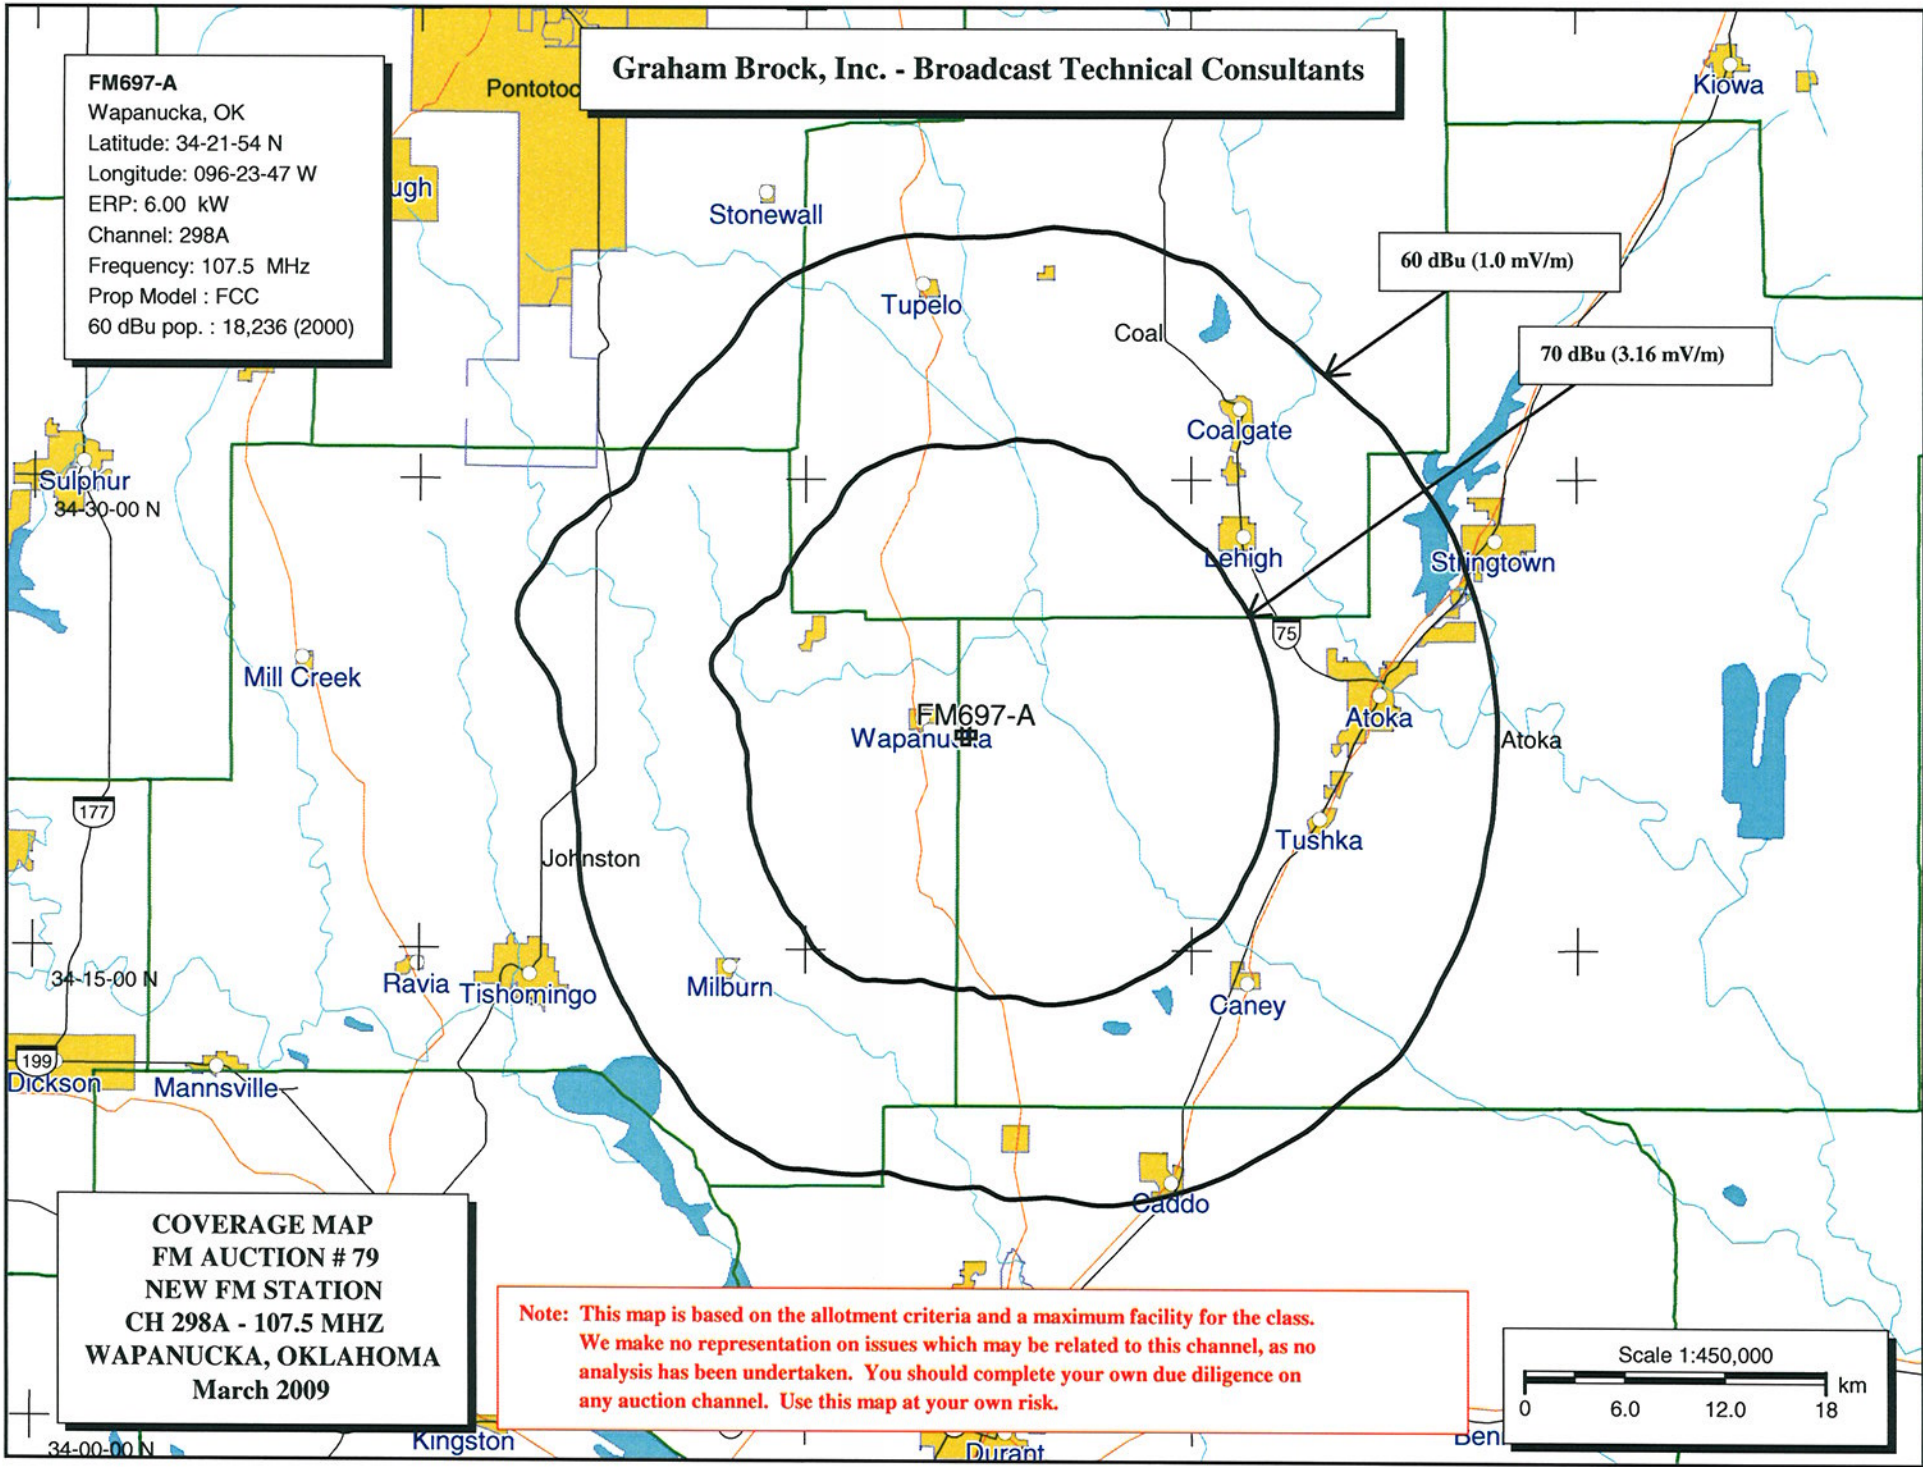 Graham Brock, Inc. - Broadcast Technical Consultants
FM697-A
Wapanucka, OK
Latitude: 34-21-54 N
Longitude: 096-23-47 W
ERP: 6.00 kW
Channel: 298A
Frequency: 107.5 MHz
Prop Model : FCC
60 dBu pop. : 18,236 (2000)
Pontotoc
Kiowa
ugh
Stonewall
60 dBu (1.0 mV/m)
Tupelo
Coal
70 dBu (3.16 mV/m)
Coalgate
Sulphur
34-30-00 N
Lehigh
Stringtown
75
Mill Creek
FM697-A
Wapanucka
Atoka
Atoka
177
Tushka
Johnston
34-15-00 N
Ravia
Tishomingo
Milburn
Caney
199
Dickson
Mannsville
Caddo
COVERAGE MAP
FM AUCTION # 79
NEW FM STATION
CH 298A - 107.5 MHZ
WAPANUCKA, OKLAHOMA
March 2009
Note: This map is based on the allotment criteria and a maximum facility for the class.
We make no representation on issues which may be related to this channel, as no
analysis has been undertaken. You should complete your own due diligence on
any auction channel. Use this map at your own risk.
Scale 1:450,000
km
0 6.0 12.0 18
34-00-00 N
Kingston
Durant
Ben